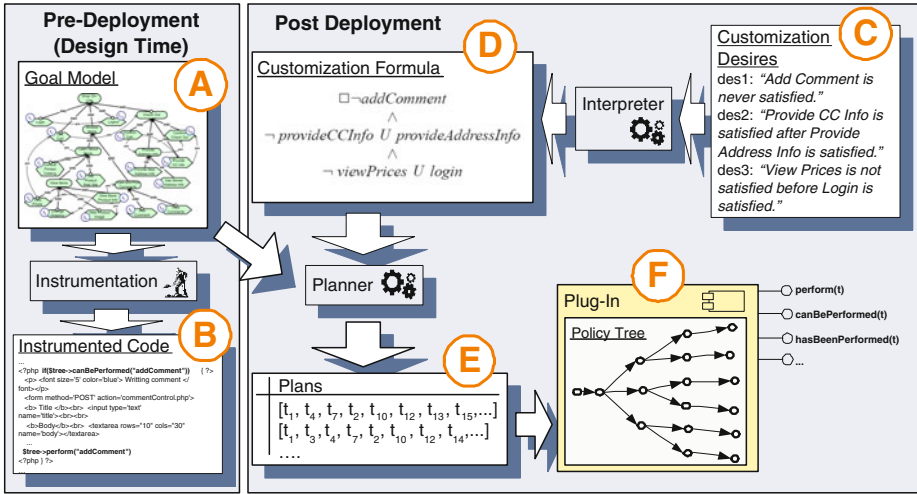 Pre-Deployment
(Design Time)
A
Goal Model
Instrumentation
B
Instrumented Code
...
<?php if($tree->canBePerformed("addComment")) { ?>
<p> <font size='5' color='blue'> Writting comment </
font></p>
<form method='POST' action='commentControl.php'>
<b> Title </b><br> <input type='text'
name='title'><br><br>
<b>Body</b><br> <textarea rows="10" cols="30"
name='body'></textarea>
...
$tree->perform("addComment")
<?php } ?>
...
Post Deployment
D
Customization Formula
□¬addComment
∧
¬ provideCCInfo U provideAddressInfo
∧
¬ viewPrices U login
Interpreter
C
Customization
Desires
des1: "Add Comment is
never satisfied."
des2: "Provide CC Info is
satisfied after Provide
Address Info is satisfied."
des3: "View Prices is not
satisfied before Login is
satisfied."
Planner
E
Plans
[t1, t4, t7, t2, t10, t12, t13, t15,...]
[t1, t3, t4, t7, t2, t10, t12, t14,...]
....
F
Plug-In
Policy Tree
perform(t)
canBePerformed(t)
hasBeenPerformed(t)
...